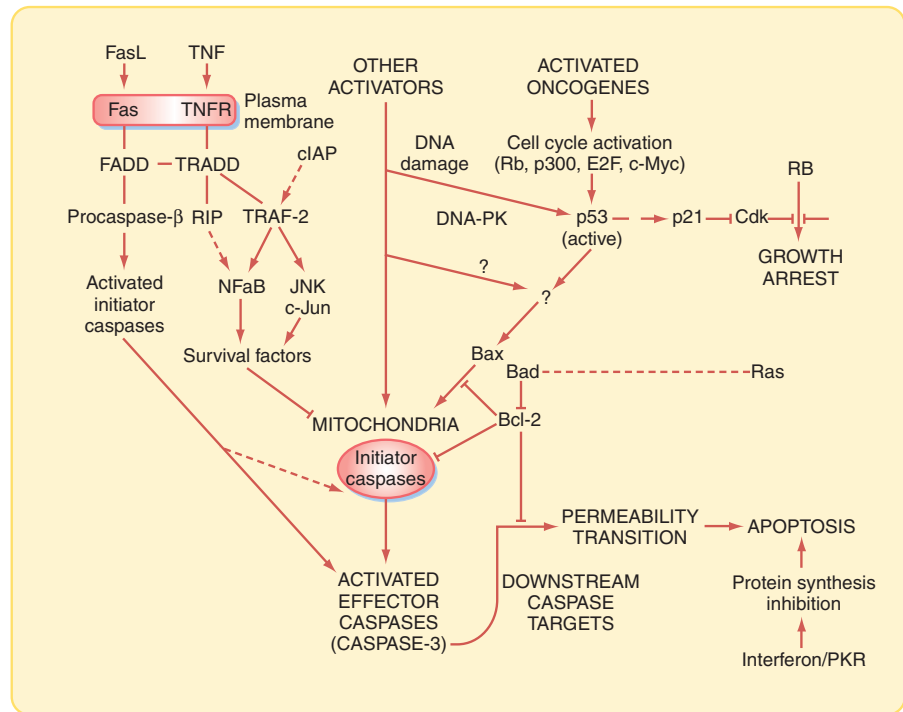 FasL
TNF
Fas
TNFR
Plasma
membrane
FADD
TRADD
cIAP
Procaspase-β
RIP
TRAF-2
Activated
initiator
caspases
NFaB
JNK
c-Jun
Survival factors
OTHER
ACTIVATORS
DNA
damage
DNA-PK
?
ACTIVATED
ONCOGENES
Cell cycle activation
(Rb, p300, E2F, c-Myc)
p53
(active)
p21
Cdk
RB
GROWTH
ARREST
?
Bax
Bad
Ras
Bcl-2
MITOCHONDRIA
Initiator
caspases
ACTIVATED
EFFECTOR
CASPASES
(CASPASE-3)
DOWNSTREAM
CASPASE
TARGETS
PERMEABILITY
TRANSITION
APOPTOSIS
Protein synthesis
inhibition
Interferon/PKR